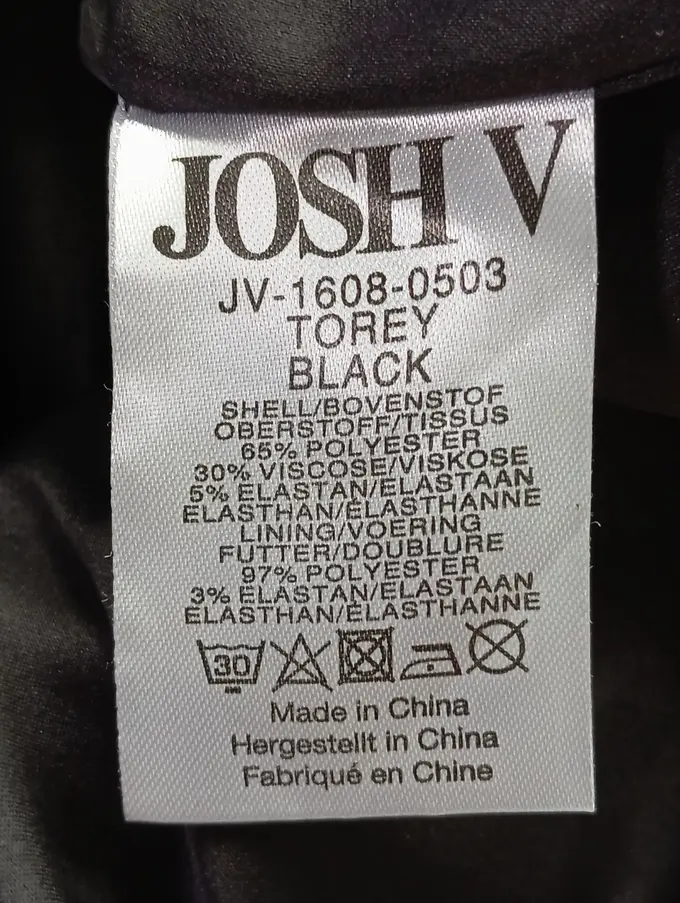 JOSH V
JV-1608-0503
TOREY
BLACK
SHELL/BOVENSTOF
OBERSTOFF/TISSUS
65% POLYESTER
30% VISCOSE/VISKOSE
5% ELASTAN/ELASTAAN
ELASTHAN/ÉLASTHANNE
LINING/VOERING
FUTTER/DOUBLURE
97% POLYESTER
3% ELASTAN/ELASTAAN
ELASTHAN/ÉLASTHANNE
30
Made in China
Hergestellt in China
Fabriqué en Chine